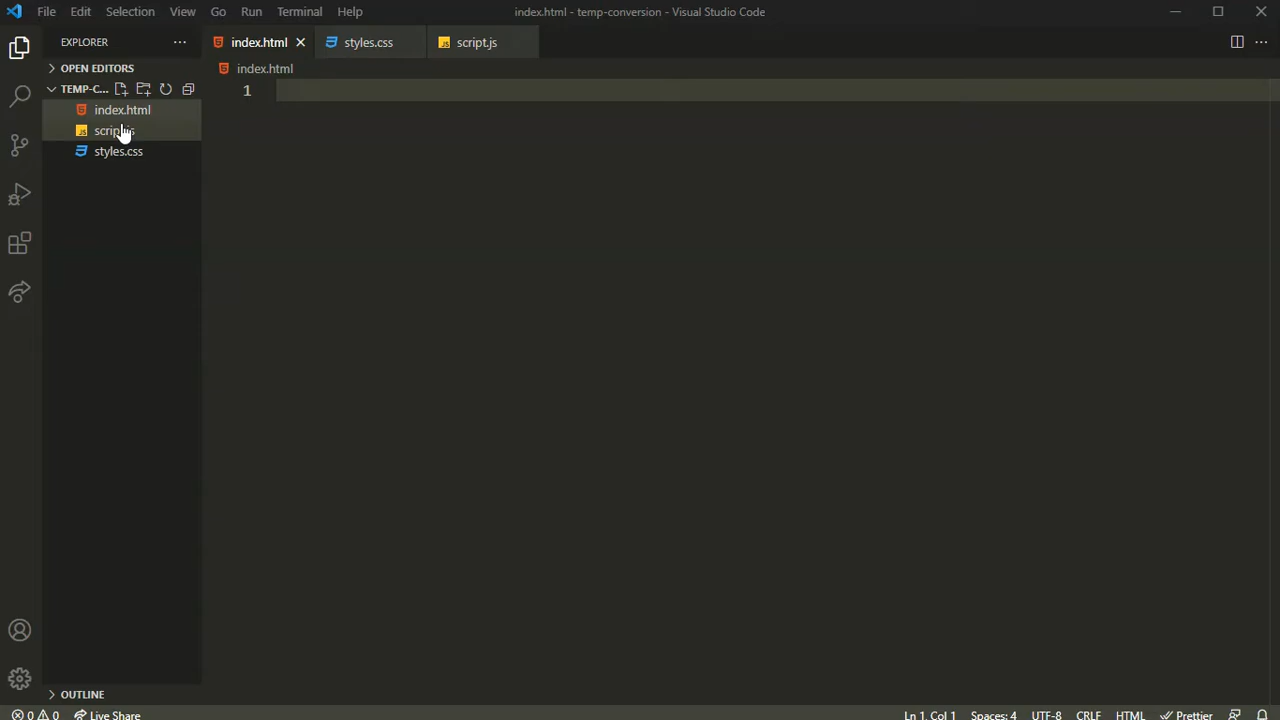 File Edit Selection View Go Run Terminal Help index.html - temp-conversion - Visual Studio Code
EXPLORER
index.html styles.css script.js
OPEN EDITORS
index.html
TEMP-C...
1
index.html
styles.css
OUTLINE
0 0 Live Share Ln 1, Col 1 Spaces: 4 UTF-8 CRLF HTML Prettier